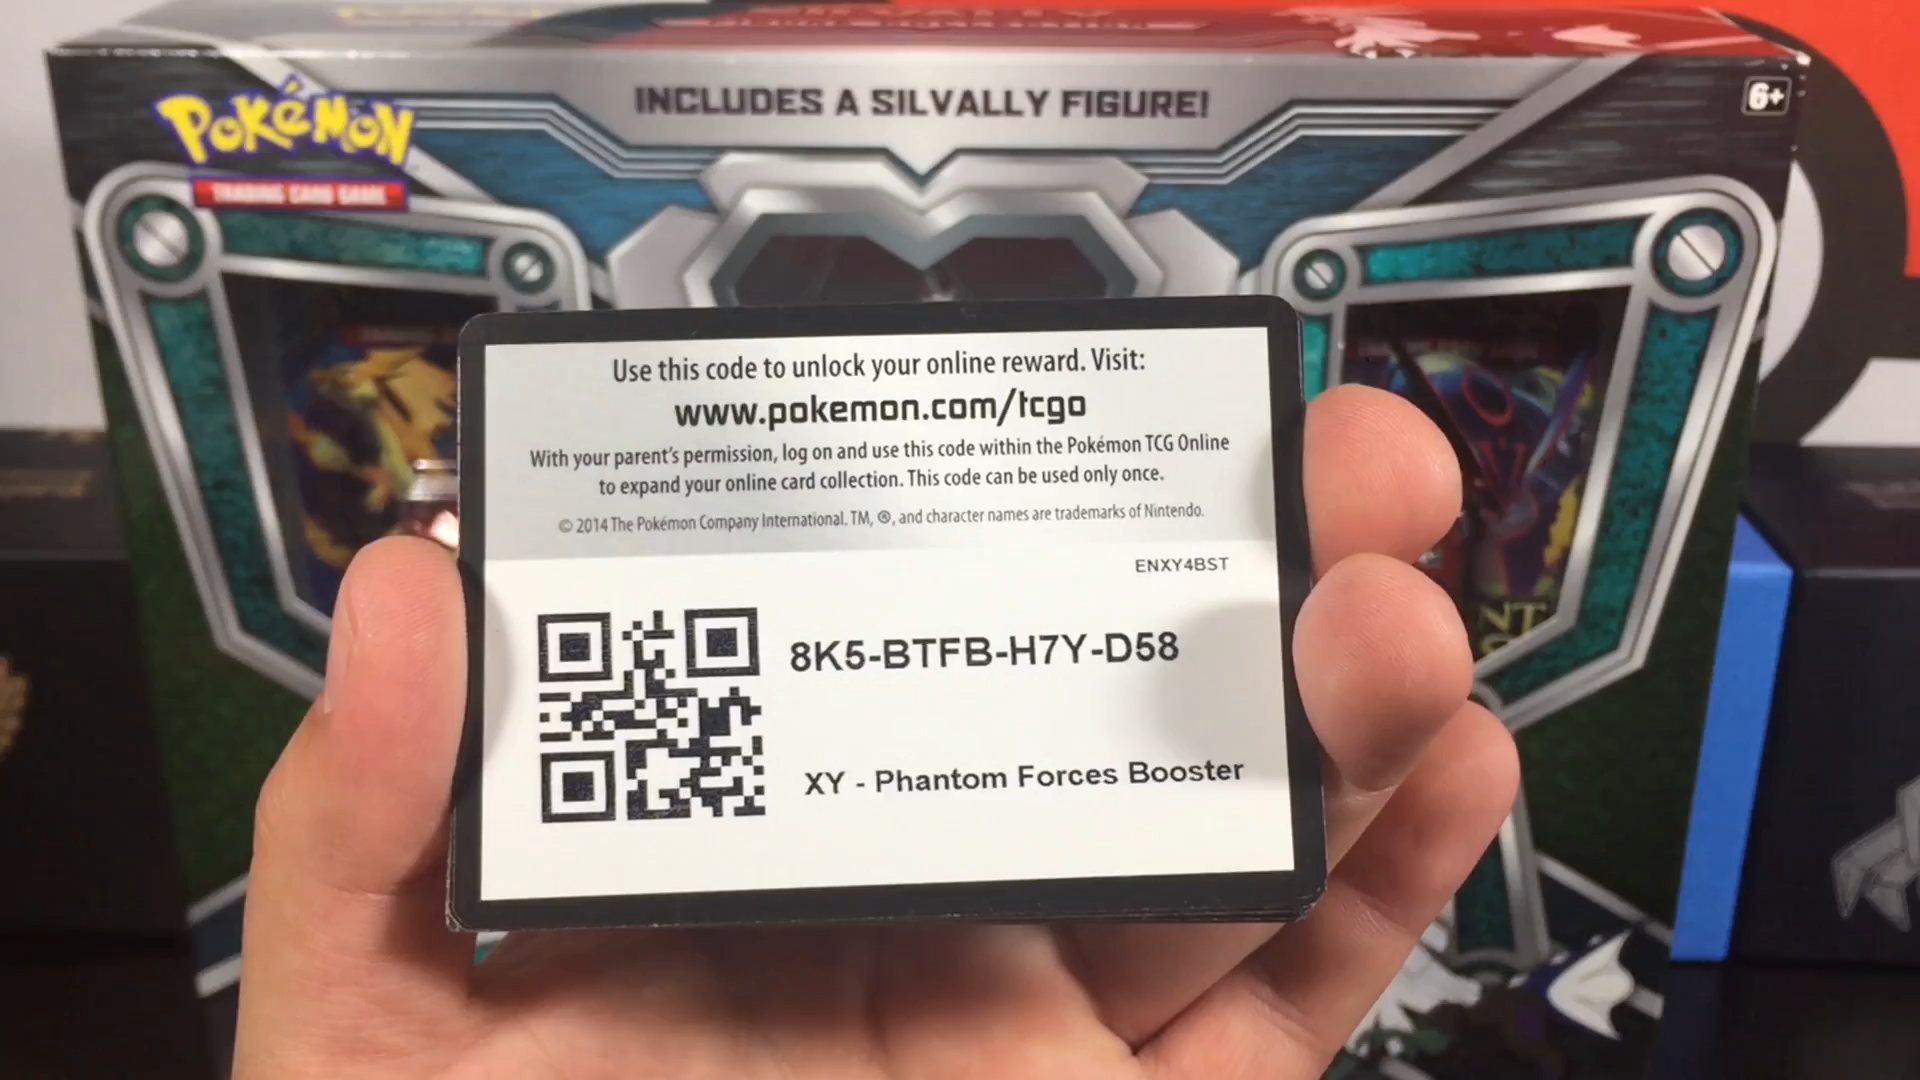 INCLUDES A SILVALLY FIGURE!
6+
POKéMON
TRADING CARD GAME
Use this code to unlock your online reward. Visit:
www.pokemon.com/tcgo
With your parent's permission, log on and use this code within the Pokémon TCG Online
to expand your online card collection. This code can be used only once.
© 2014 The Pokémon Company International. TM, ®, and character names are trademarks of Nintendo.
ENXY4BST
8K5-BTFB-H7Y-D58
XY - Phantom Forces Booster